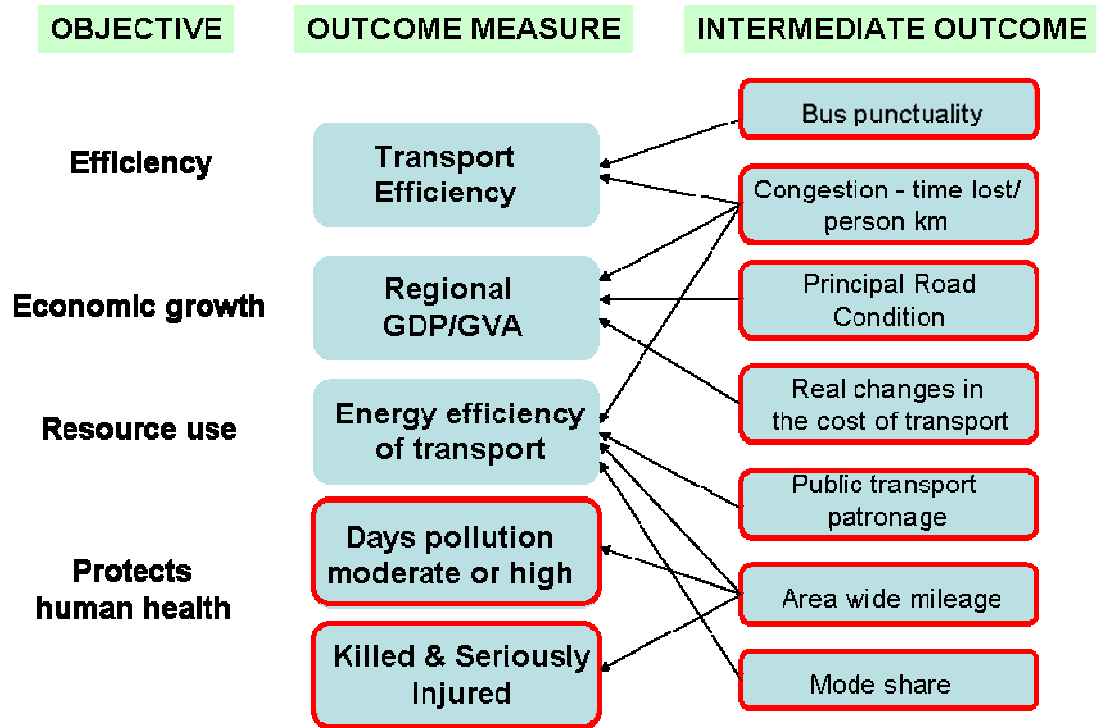 OBJECTIVE
OUTCOME MEASURE
INTERMEDIATE OUTCOME
Efficiency
Economic growth
Resource use
Protects
human health
Transport
Efficiency
Regional
GDP/GVA
Energy efficiency
of transport
Days pollution
moderate or high
Killed & Seriously
Injured
Bus punctuality
Congestion - time lost/
person km
Principal Road
Condition
Real changes in
the cost of transport
Public transport
patronage
Area wide mileage
Mode share